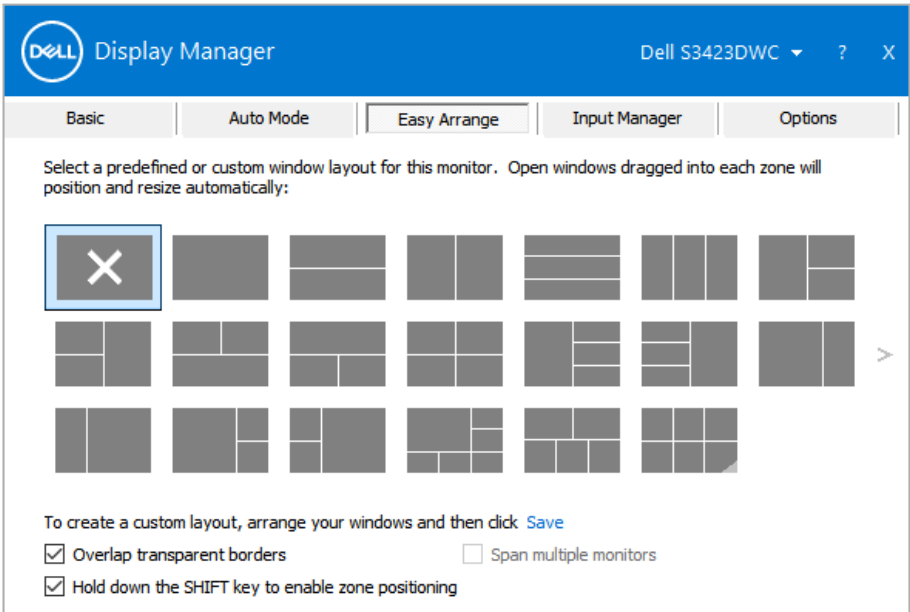 DELL Display Manager Dell S3423DWC ? X
Basic Auto Mode Easy Arrange Input Manager Options
Select a predefined or custom window layout for this monitor. Open windows dragged into each zone will
position and resize automatically:
>
To create a custom layout, arrange your windows and then click Save
Overlap transparent borders Span multiple monitors
Hold down the SHIFT key to enable zone positioning